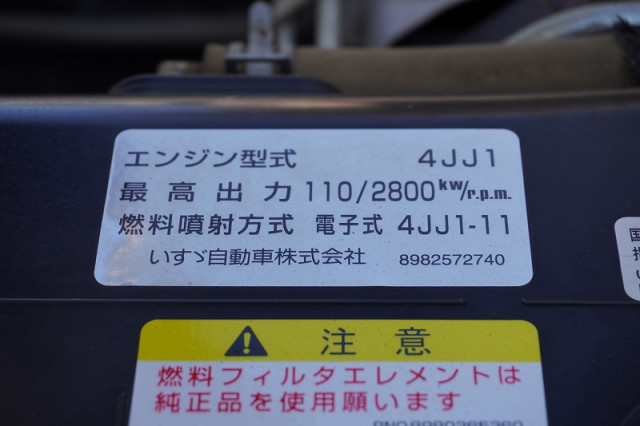 エンジン型式 4JJ1
最高出力 110/2800kw/r.p.m.
燃料噴射方式 電子式 4JJ1-11
いすゞ自動車株式会社 8982572740
注意
燃料フィルタエレメントは
純正品を使用願います